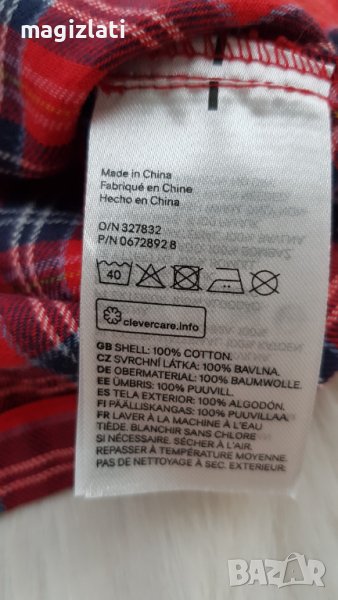 magizlati
Made in China
Fabriqué en Chine
Hecho en China
O/N 327832
P/N 0672892 8
40
clevercare.info
GB SHELL: 100% COTTON.
CZ SVRCHNÍ LÁTKA: 100% BAVLNA.
DE OBERMATERIAL: 100% BAUMWOLLE.
EE ÜMBRIS: 100% PUUVILL.
ES TELA EXTERIOR: 100% ALGODÓN.
FI PÄÄLLISKANGAS: 100% PUUVILLAA.
FR LAVER À LA MACHINE À L'EAU
TIÈDE. BLANCHIR SANS CHLORE
SI NÉCESSAIRE. SÉCHER À L'AIR.
REPASSER À TEMPÉRATURE MOYENNE.
PAS DE NETTOYAGE À SEC. EXTERIEUR:
BAZAR